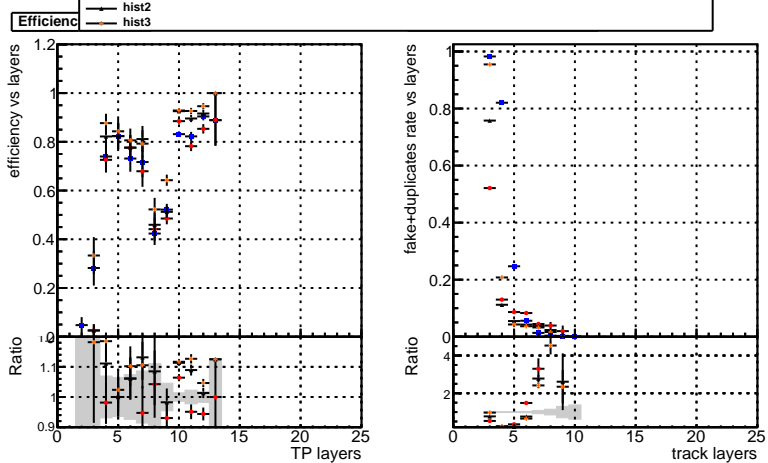 hist2
Efficienc
hist3
efficiency vs layers
1.2
1
0.8
0.6
0.4
0.2
0
Ratio
1.1
1
0.9
0 5 10 15 20 25
TP layers
fake+duplicates rate vs layers
1
0.8
0.6
0.4
0.2
0
Ratio
4
2
0 5 10 15 20 25
track layers